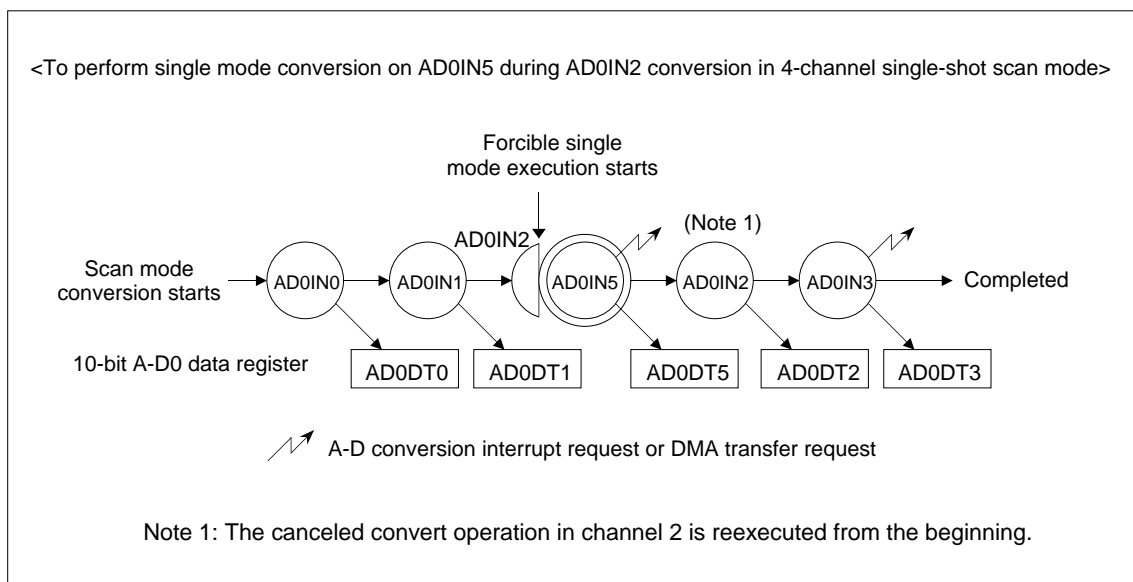 <To perform single mode conversion on AD0IN5 during AD0IN2 conversion in 4-channel single-shot scan mode>
Forcible single
mode execution starts
AD0IN2
(Note 1)
Scan mode
conversion starts
AD0IN0
AD0IN1
AD0IN5
AD0IN2
AD0IN3
Completed
10-bit A-D0 data register
AD0DT0
AD0DT1
AD0DT5
AD0DT2
AD0DT3
A-D conversion interrupt request or DMA transfer request
Note 1: The canceled convert operation in channel 2 is reexecuted from the beginning.